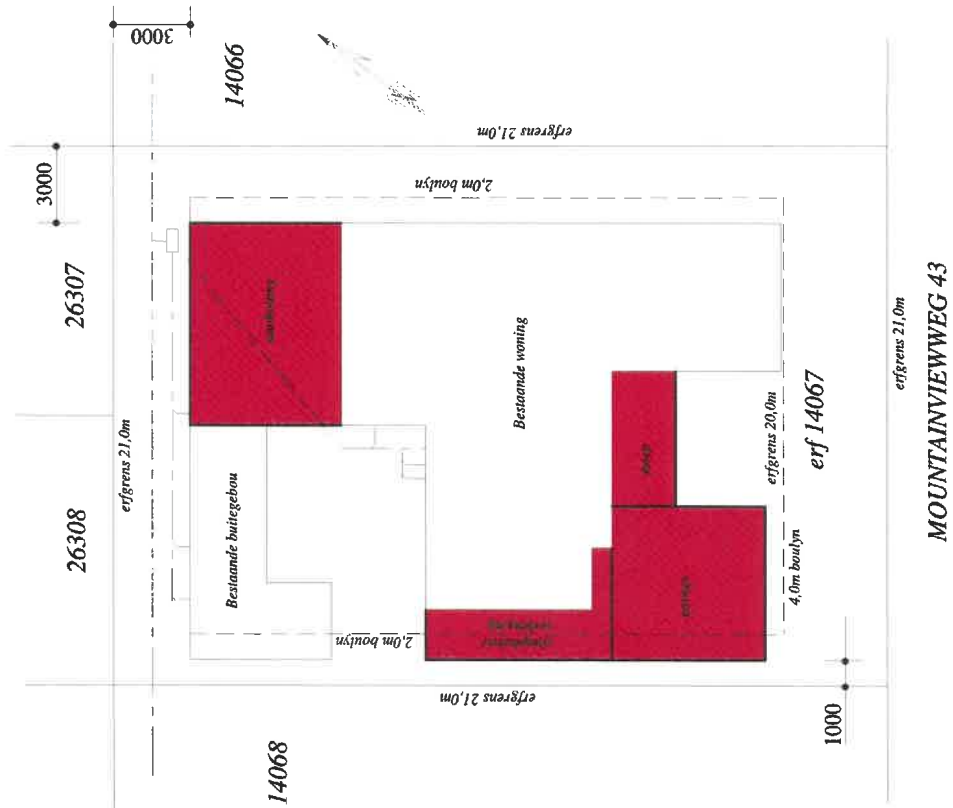 3000
14066
erfgrens 21,0m
3000
2,0m boulyn
26307
erfgrens 21,0m
26308
Bestaande buitegebou
Bestaande woning
2,0m boulyn
erfgrens 20,0m
4,0m boulyn
erf 14067
erfgrens 21,0m
MOUNTAINVIEWWEG 43
erfgrens 21,0m
14068
1000